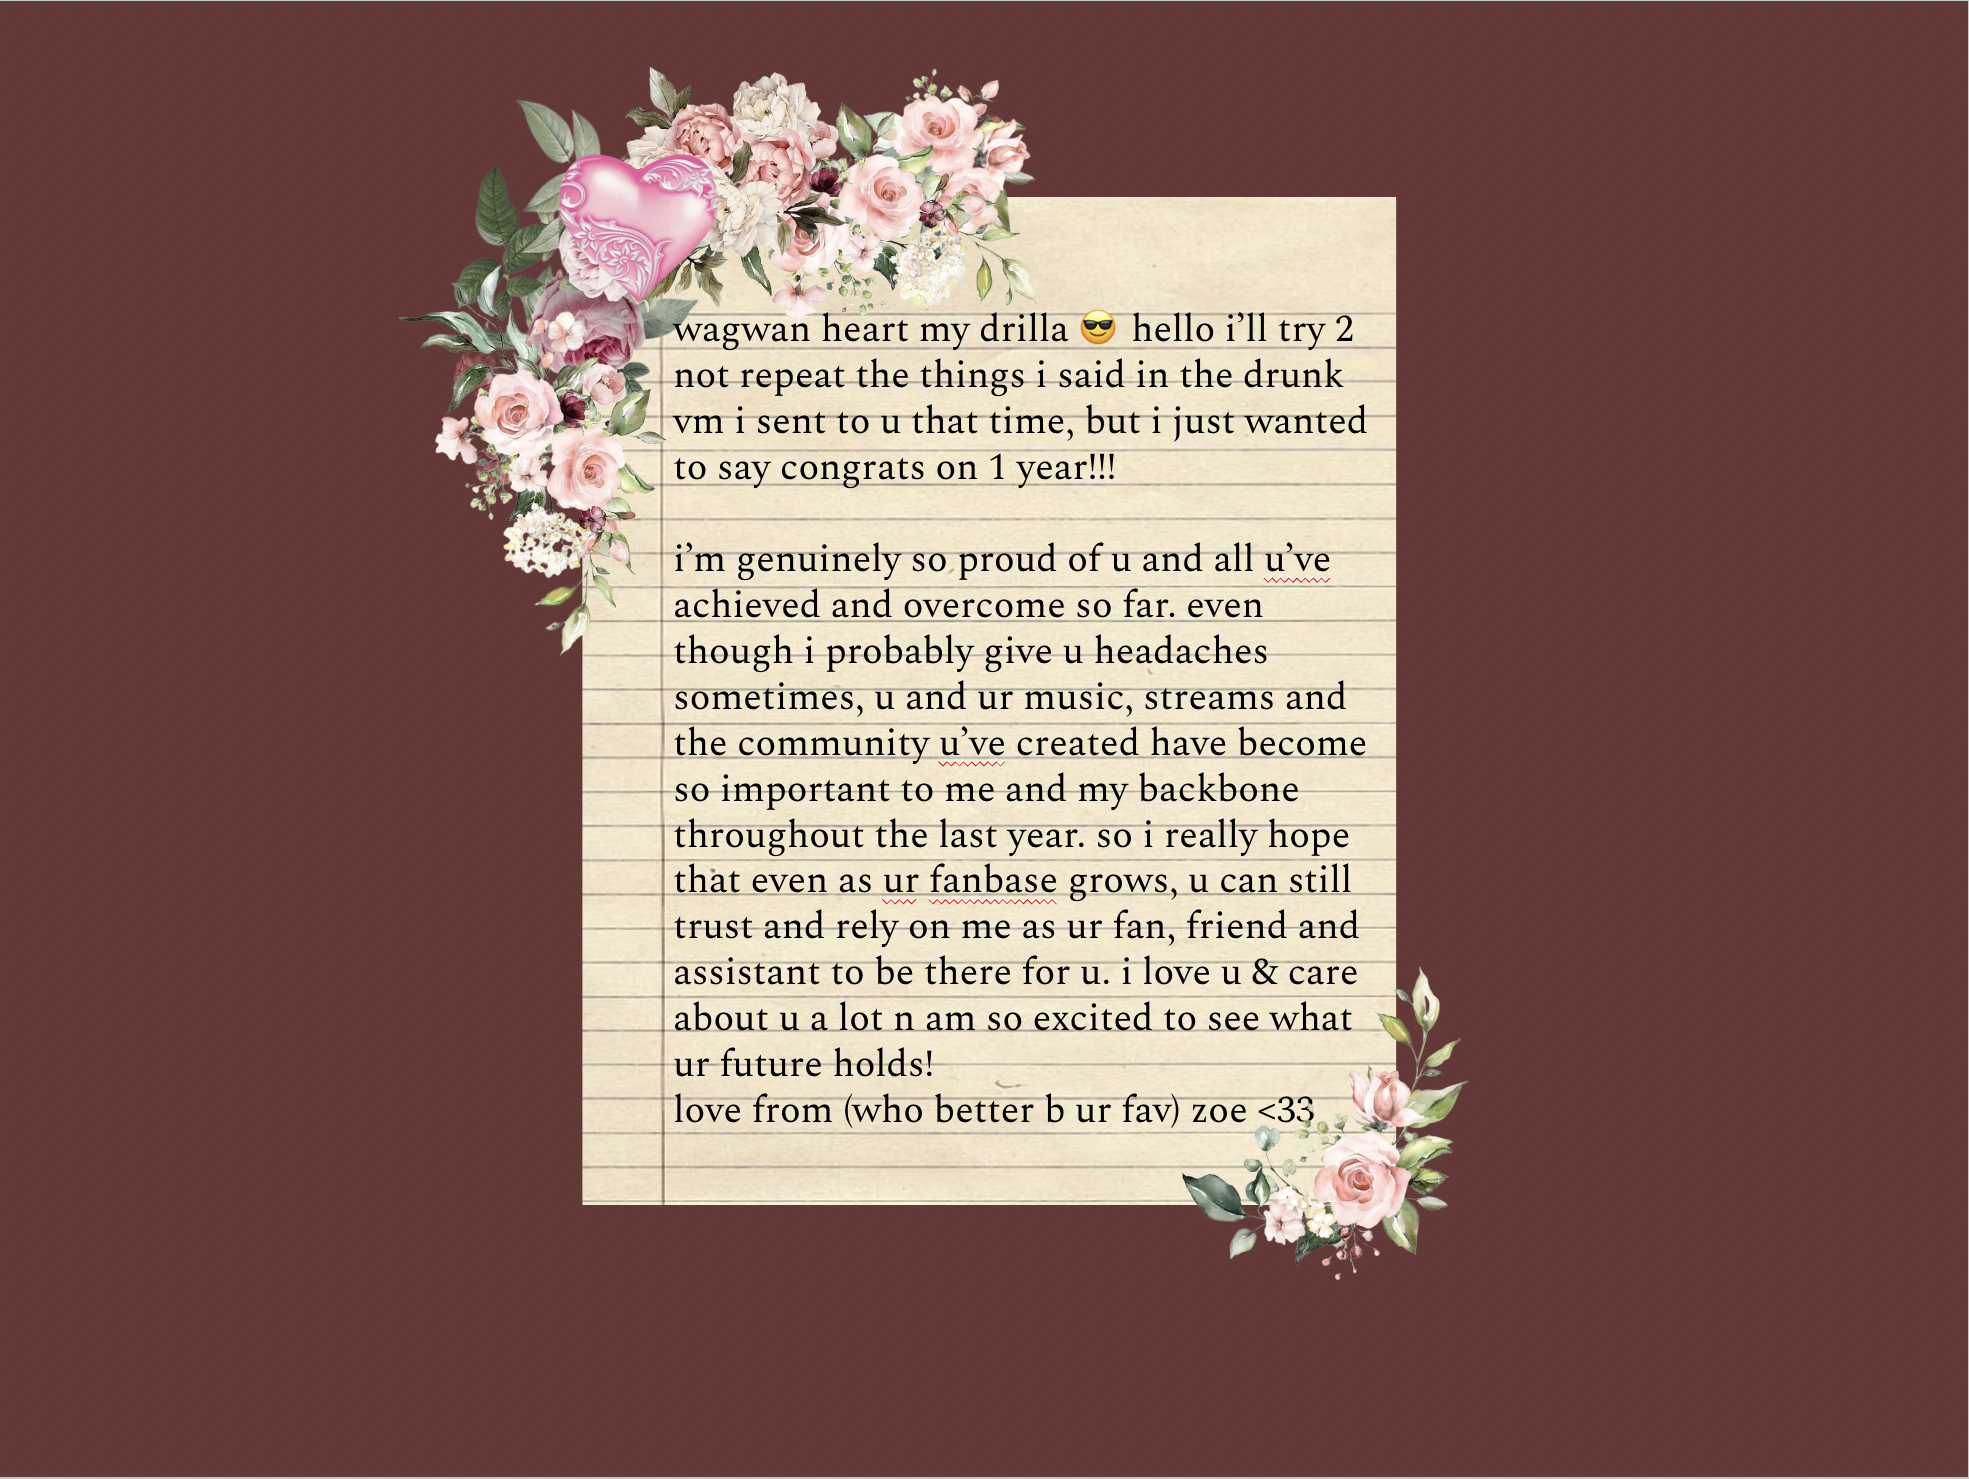 wagwan heart my drilla 😎 hello i’ll try 2
not repeat the things i said in the drunk
vm i sent to u that time, but i just wanted
to say congrats on 1 year!!!
i’m genuinely so proud of u and all u’ve
achieved and overcome so far. even
though i probably give u headaches
sometimes, u and ur music, streams and
the community u’ve created have become
so important to me and my backbone
throughout the last year. so i really hope
that even as ur fanbase grows, u can still
trust and rely on me as ur fan, friend and
assistant to be there for u. i love u & care
about u a lot n am so excited to see what
ur future holds!
love from (who better b ur fav) zoe <33